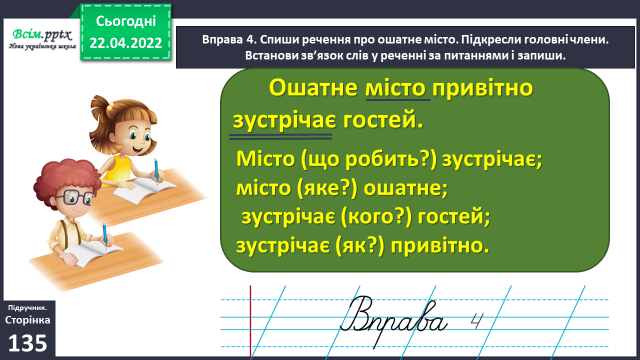 Всім.pptx
Нова українська школа
Сьогодні
22.04.2022
Вправа 4. Спиши речення про ошатне місто. Підкресли головні члени.
Встанови зв’язок слів у реченні за питаннями і запиши.
Ошатне місто привітно
зустрічає гостей.
Місто (що робить?) зустрічає;
місто (яке?) ошатне;
зустрічає (кого?) гостей;
зустрічає (як?) привітно.
Вправа 4
Підручник.
Сторінка
135